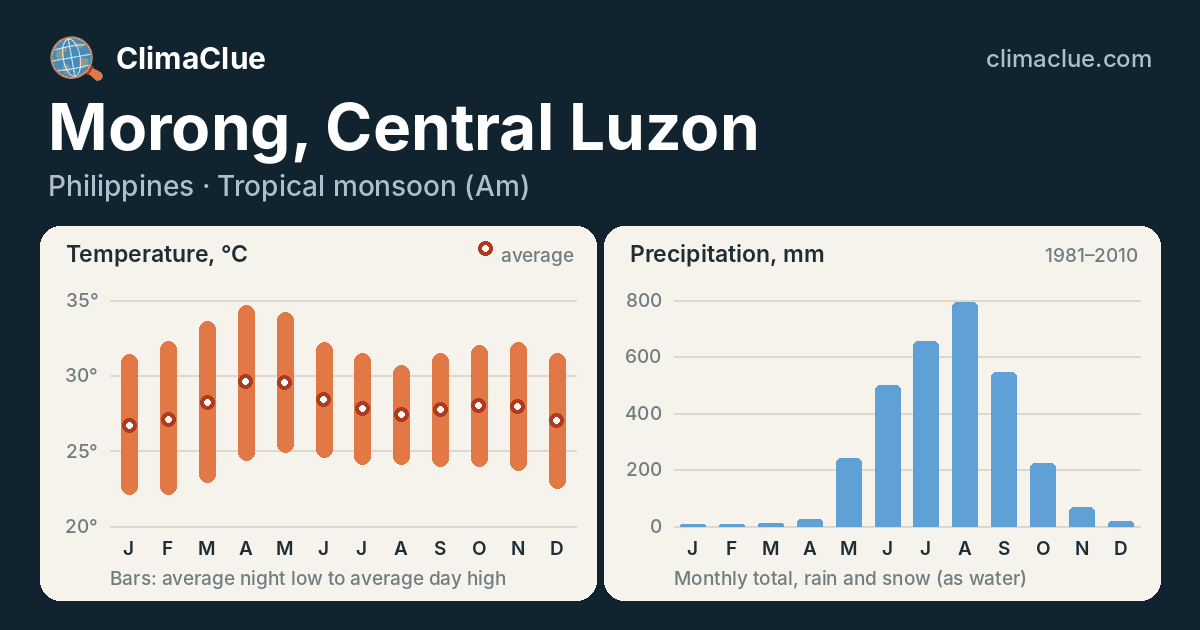 ClimaClue
climaclue.com
Morong, Central Luzon
Philippines · Tropical monsoon (Am)
Temperature, °C
average
35°
30°
25°
20°
J F M A M J J A S O N D
Bars: average night low to average day high
Precipitation, mm
1981–2010
800
600
400
200
0
J F M A M J J A S O N D
Monthly total, rain and snow (as water)